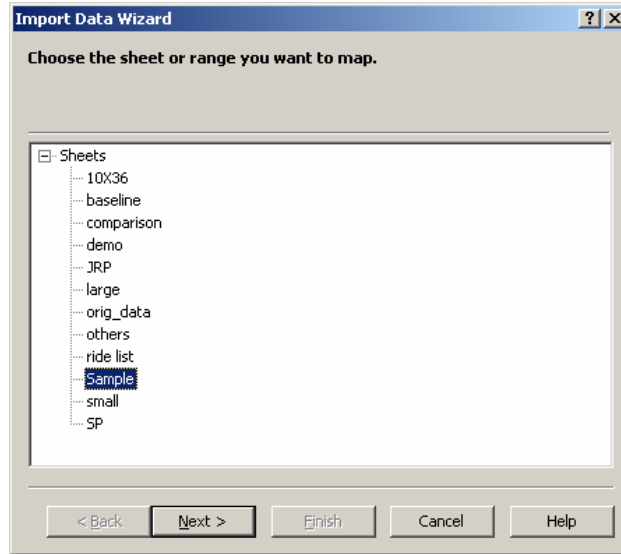 Import Data Wizard
Choose the sheet or range you want to map.
Sheets
10X36
baseline
comparison
demo
JRP
large
orig_data
others
ride list
Sample
small
SP
< Back Next > Finish Cancel Help